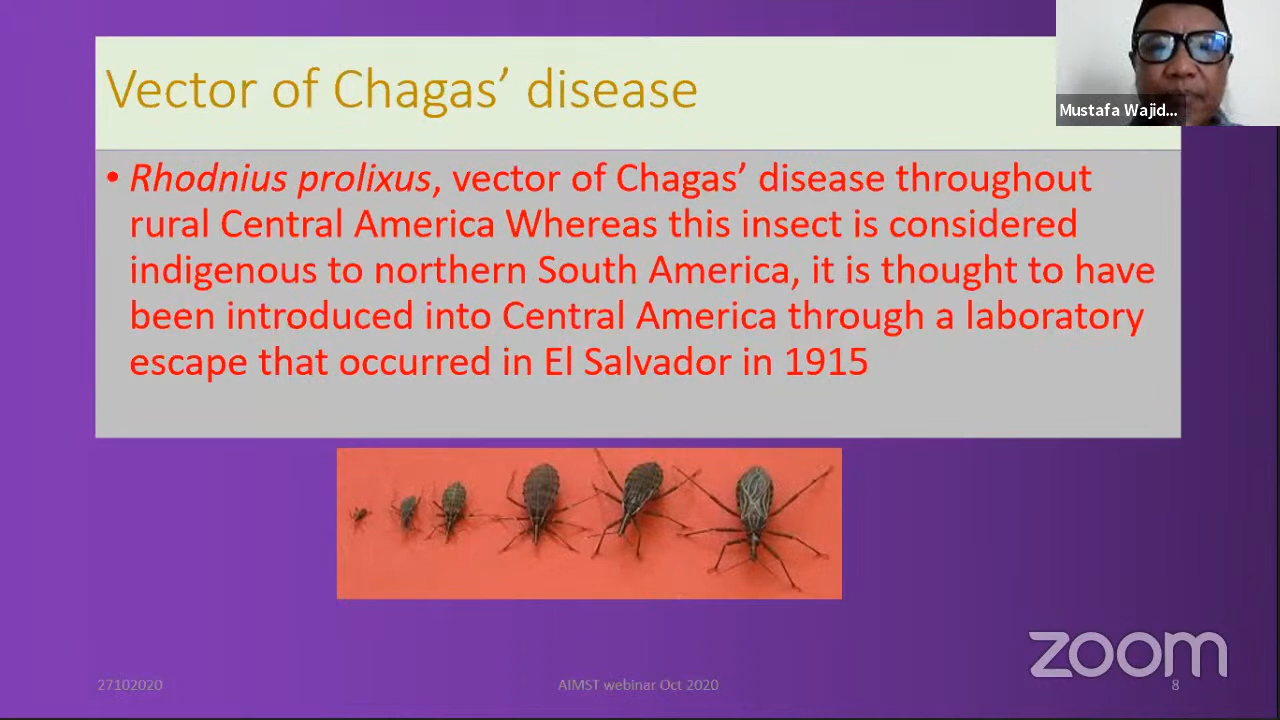 Vector of Chagas’ disease
Mustafa Wajid...
• Rhodnius prolixus, vector of Chagas’ disease throughout
rural Central America Whereas this insect is considered
indigenous to northern South America, it is thought to have
been introduced into Central America through a laboratory
escape that occurred in El Salvador in 1915
zoom
27102020
AIMST webinar Oct 2020
8